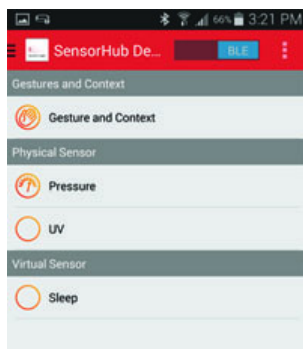 66% 3:21 PM
SensorHub De... BLE
Gestures and Context
Gesture and Context
Physical Sensor
Pressure
UV
Virtual Sensor
Sleep